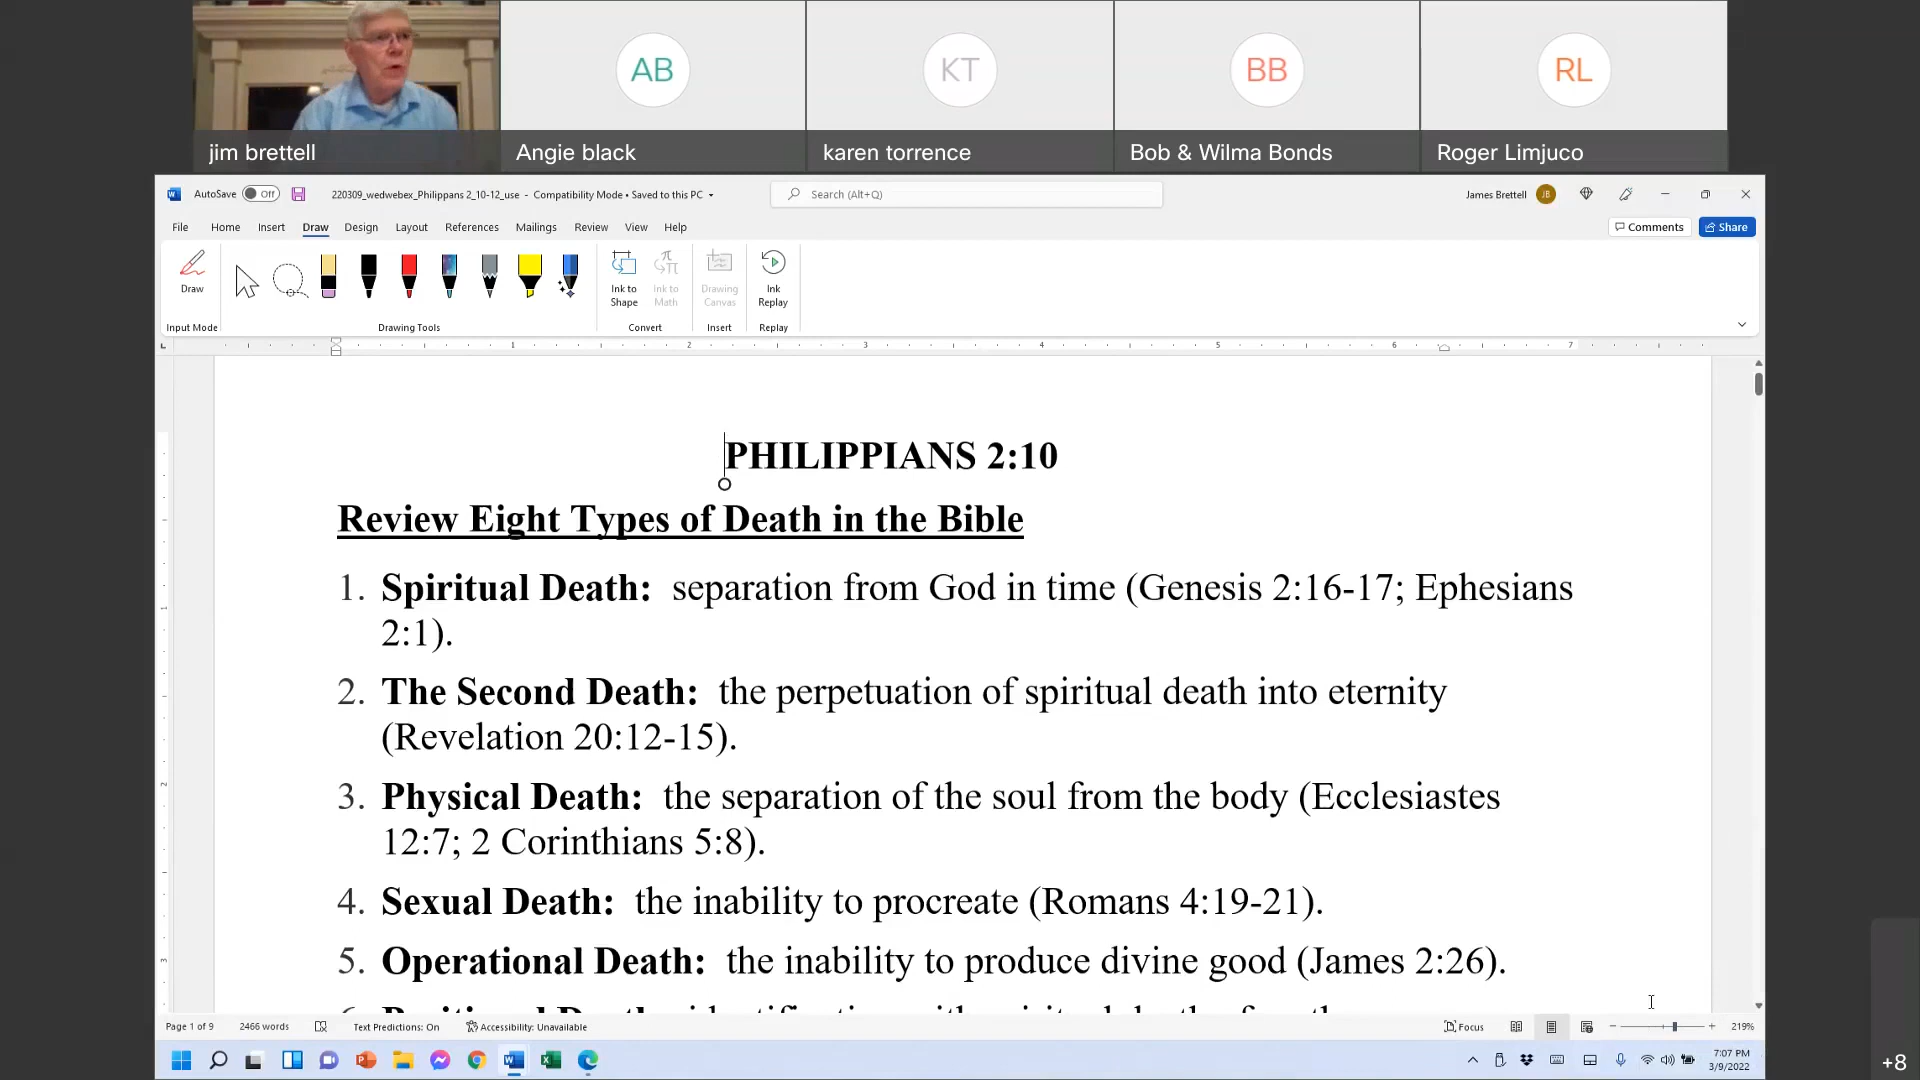 AB
KT
BB
RL
jim brettell
Angie black
karen torrence
Bob & Wilma Bonds
Roger Limjuco
AutoSave Off
220309_wedwebex_Philippans 2_10-12_use - Compatibility Mode • Saved to this PC
Search (Alt+Q)
James Brettell JB
File Home Insert Draw Design Layout References Mailings Review View Help
Comments Share
Draw
Ink to Shape
Ink to Math
Drawing Canvas
Ink Replay
Input Mode Drawing Tools Convert Insert Replay
1 2 3 4 5 6 7
PHILIPPIANS 2:10
Review Eight Types of Death in the Bible
1. Spiritual Death: separation from God in time (Genesis 2:16-17; Ephesians
2:1).
2. The Second Death: the perpetuation of spiritual death into eternity
(Revelation 20:12-15).
3. Physical Death: the separation of the soul from the body (Ecclesiastes
12:7; 2 Corinthians 5:8).
4. Sexual Death: the inability to procreate (Romans 4:19-21).
5. Operational Death: the inability to produce divine good (James 2:26).
Page 1 of 9 2466 words Text Predictions: On Accessibility: Unavailable Focus 219%
7:07 PM
3/9/2022
+8